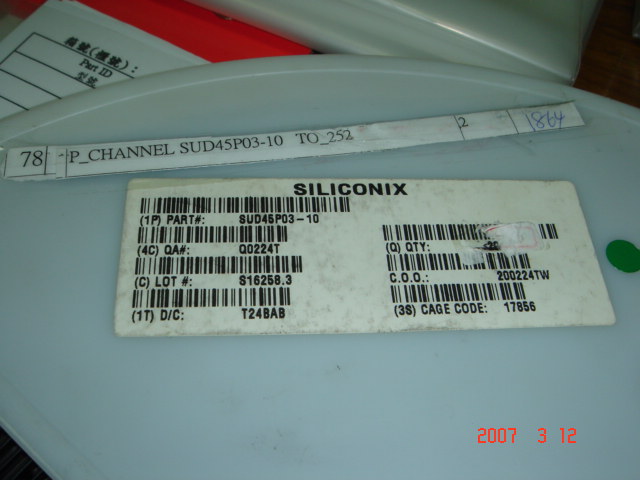 編號(機號):
Part ID
型號
78 P_CHANNEL SUD45P03-10 TO_252 2 1864
SILICONIX
(1P) PART#: SUD45P03-10
(4C) QA#: Q0224T
(Q) QTY:
(C) LOT #: S16258.3
C.O.O.: 200224TW
(1T) D/C: T24BAB
(3S) CAGE CODE: 17856
2007 3 12